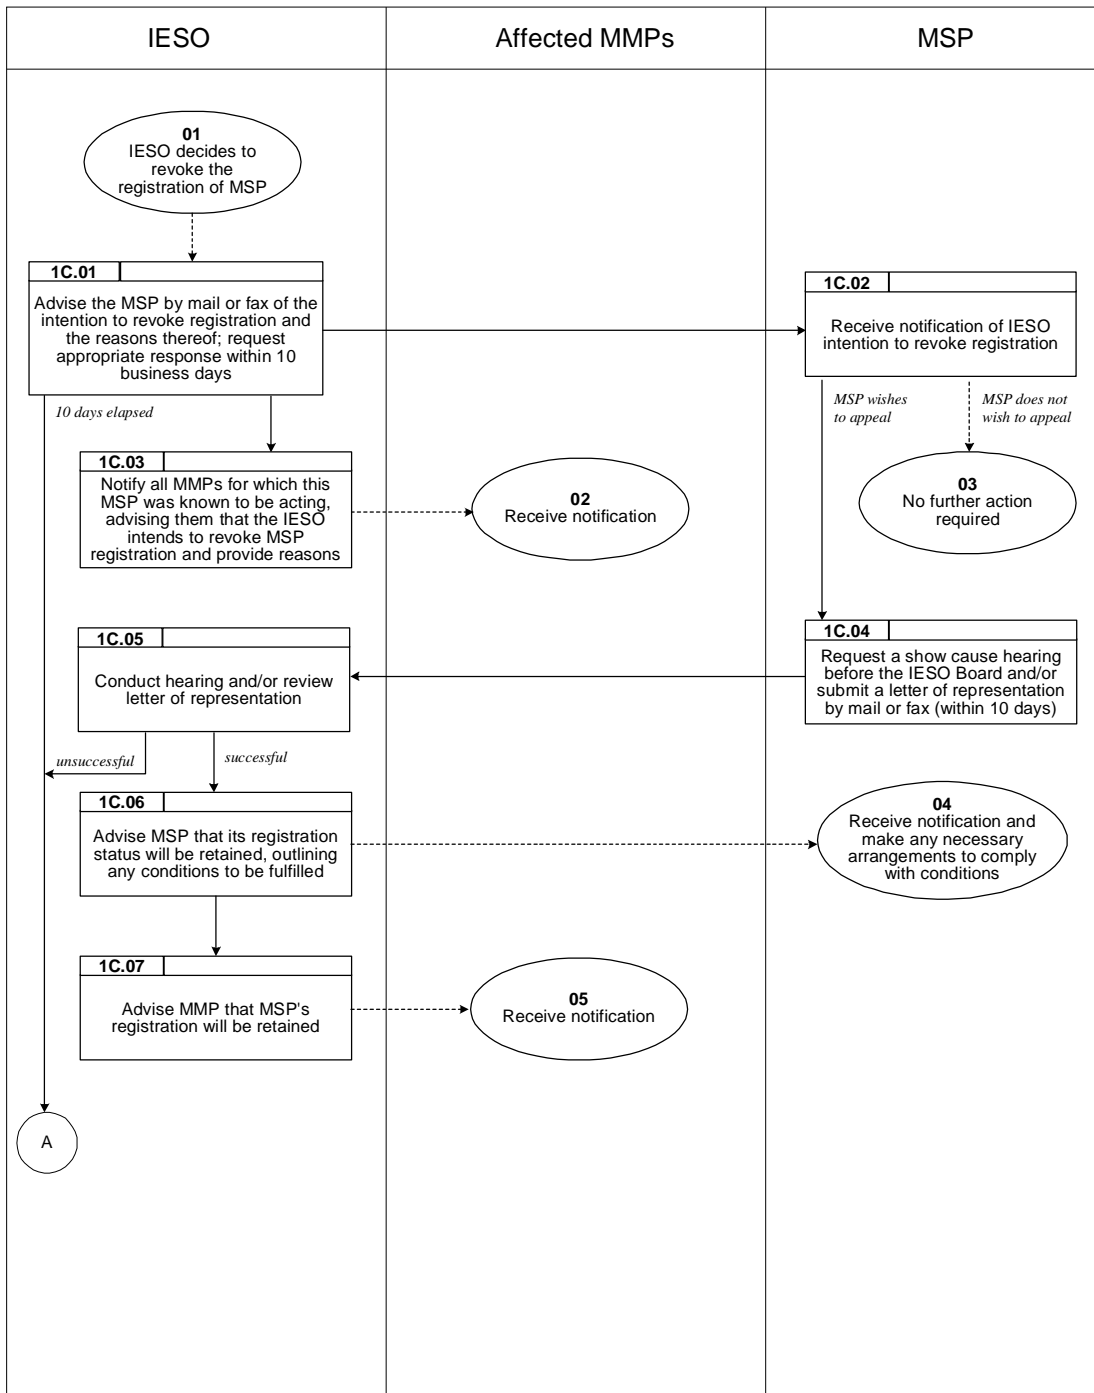 IESO
Affected MMPs
MSP
01
IESO decides to
revoke the
registration of MSP
1C.01
Advise the MSP by mail or fax of the
intention to revoke registration and
the reasons thereof; request
appropriate response within 10
business days
1C.02
Receive notification of IESO
intention to revoke registration
10 days elapsed
MSP wishes
to appeal
MSP does not
wish to appeal
1C.03
Notify all MMPs for which this
MSP was known to be acting,
advising them that the IESO
intends to revoke MSP
registration and provide reasons
02
Receive notification
03
No further action
required
1C.04
Request a show cause hearing
before the IESO Board and/or
submit a letter of representation
by mail or fax (within 10 days)
1C.05
Conduct hearing and/or review
letter of representation
unsuccessful
successful
1C.06
Advise MSP that its registration
status will be retained, outlining
any conditions to be fulfilled
04
Receive notification and
make any necessary
arrangements to comply
with conditions
1C.07
Advise MMP that MSP's
registration will be retained
05
Receive notification
A